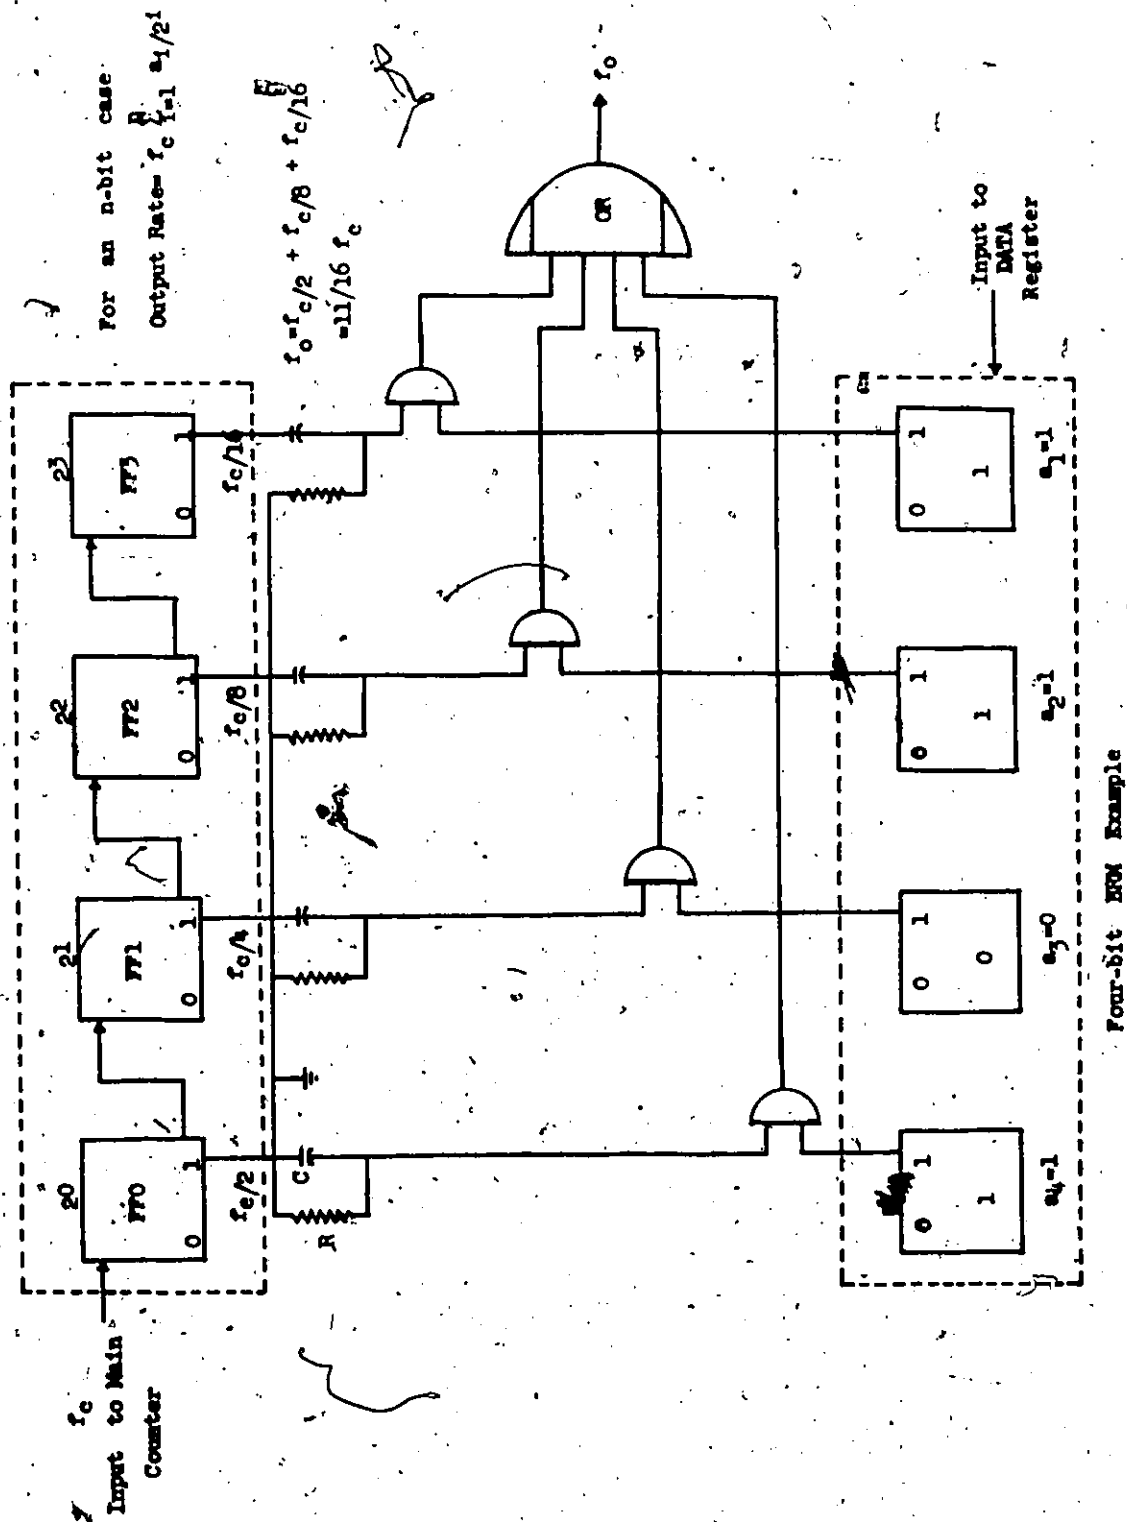 f_c
Input to Main
Counter
2^0
FF0
0 1
f_c/2
2^1
FF1
0 1
f_c/4
2^2
FF2
0 1
f_c/8
2^3
FF3
0 1
f_c/16
For an n-bit case
Output Rate= f_c Σ i=1 a_i/2^i
f_o=f_c/2 + f_c/8 + f_c/16
=11/16 f_c
R
C
OR
f_o
Input to
DATA
Register
0 1
1
a_4=1
0 1
0
a_3=0
0 1
1
a_2=1
0 1
1
a_1=1
Four-bit BRM Example